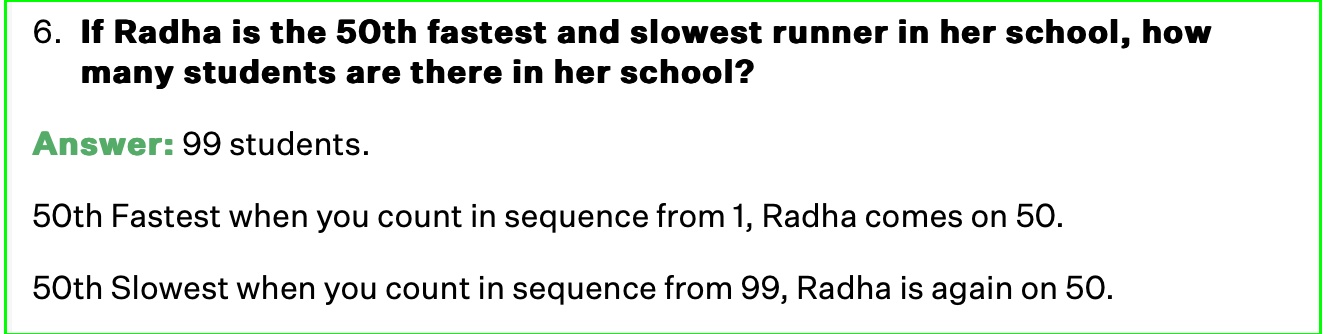 6. If Radha is the 50th fastest and slowest runner in her school, how
many students are there in her school?
Answer: 99 students.
50th Fastest when you count in sequence from 1, Radha comes on 50.
50th Slowest when you count in sequence from 99, Radha is again on 50.